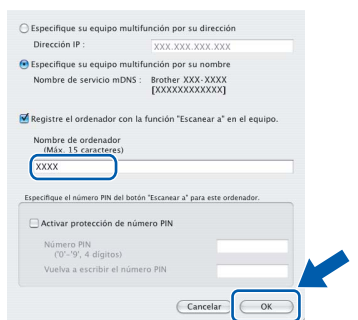 Especifique su equipo multifunción por su dirección
Dirección IP : XXX.XXX.XXX.XXX
Especifique su equipo multifunción por su nombre
Nombre de servicio mDNS : Brother XXX-XXXX
[XXXXXXXXXXXX]
Registre el ordenador con la función "Escanear a" en el equipo.
Nombre de ordenador
(Máx. 15 caracteres)
XXXX
Especifique el número PIN del botón "Escanear a" para este ordenador.
Activar protección de número PIN
Número PIN
('0'-'9', 4 dígitos)
Vuelva a escribir el número PIN
Cancelar OK